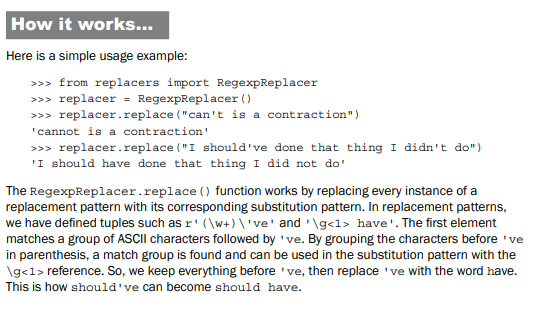 How it works...
Here is a simple usage example:
>>> from replacers import RegexpReplacer
>>> replacer = RegexpReplacer()
>>> replacer.replace("can't is a contraction")
'cannot is a contraction'
>>> replacer.replace("I should've done that thing I didn't do")
'I should have done that thing I did not do'
The RegexpReplacer.replace() function works by replacing every instance of a
replacement pattern with its corresponding substitution pattern. In replacement patterns,
we have defined tuples such as r'(\w+)\'ve' and '\g<1> have'. The first element
matches a group of ASCII characters followed by 've. By grouping the characters before 've
in parenthesis, a match group is found and can be used in the substitution pattern with the
\g<1> reference. So, we keep everything before 've, then replace 've with the word have.
This is how should've can become should have.